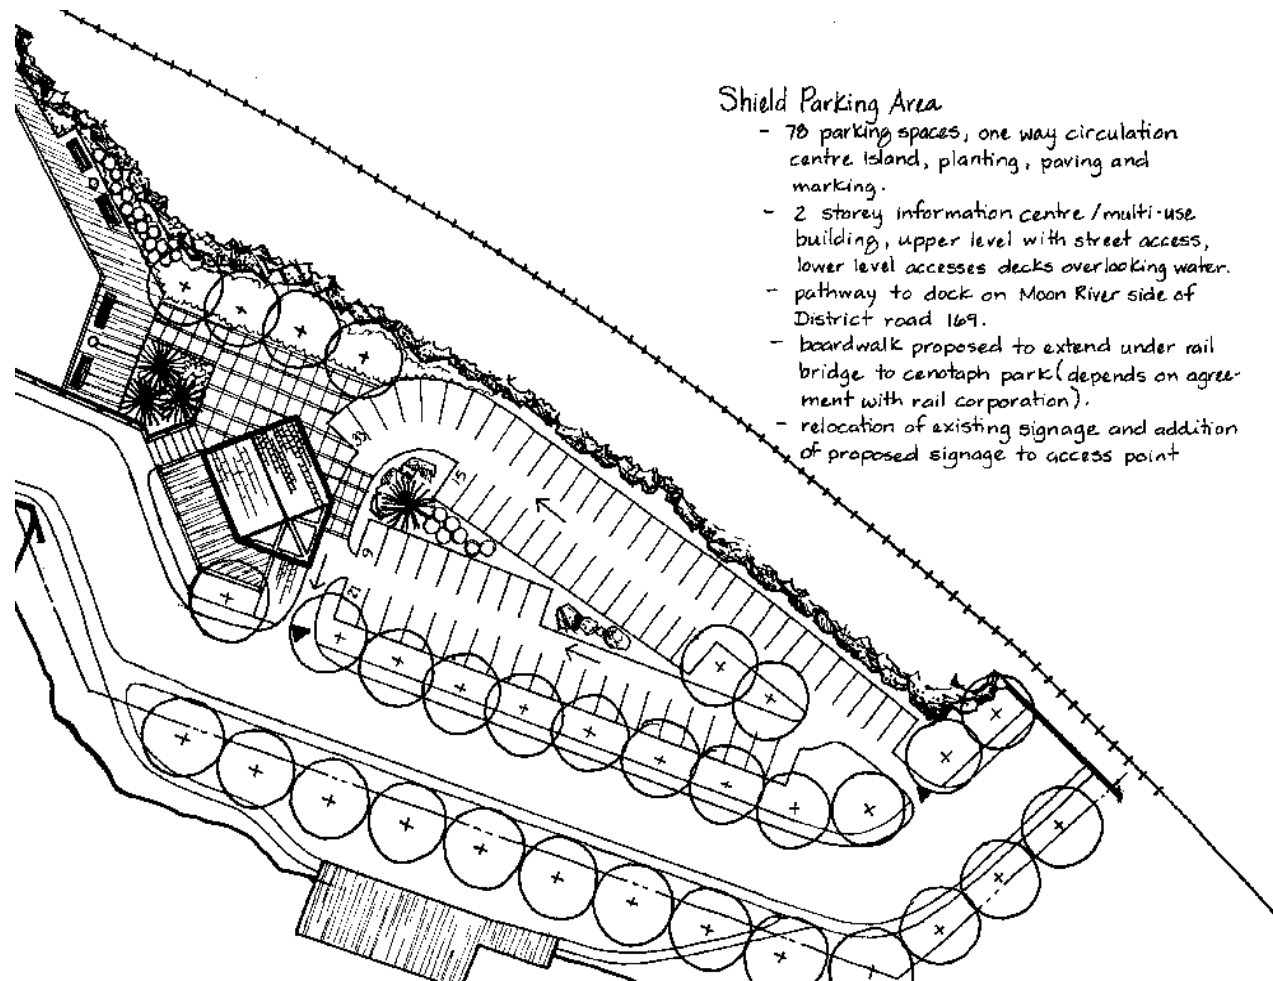 Shield Parking Area
- 78 parking spaces, one way circulation
centre island, planting, paving and
marking.
- 2 storey information centre/multi-use
building, upper level with street access,
lower level accesses decks overlooking water.
- pathway to dock on Moon River side of
District road 169.
- boardwalk proposed to extend under rail
bridge to cenotaph park (depends on agree-
ment with rail corporation).
- relocation of existing signage and addition
of proposed signage to access point
33
15
9
21